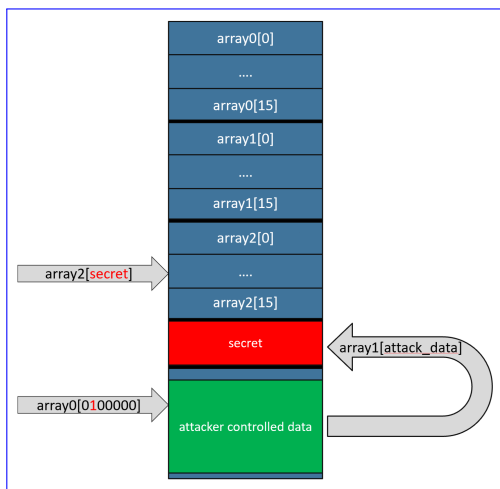 array0[0]
....
array0[15]
array1[0]
....
array1[15]
array2[0]
array2[secret]
....
array2[15]
secret
array1[attack_data]
array0[0100000]
attacker controlled data